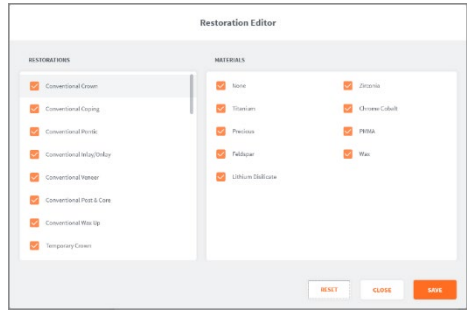 Restoration Editor
RESTORATIONS
Conventional Crown
Conventional Coping
Conventional Pontic
Conventional Inlay/Onlay
Conventional Veneer
Conventional Post & Core
Conventional Wax Up
Temporary Crown
MATERIALS
None
Titanium
Precious
Feldspar
Lithium Disilicate
Zirconia
Chrome Cobalt
PMMA
Wax
RESET
CLOSE
SAVE